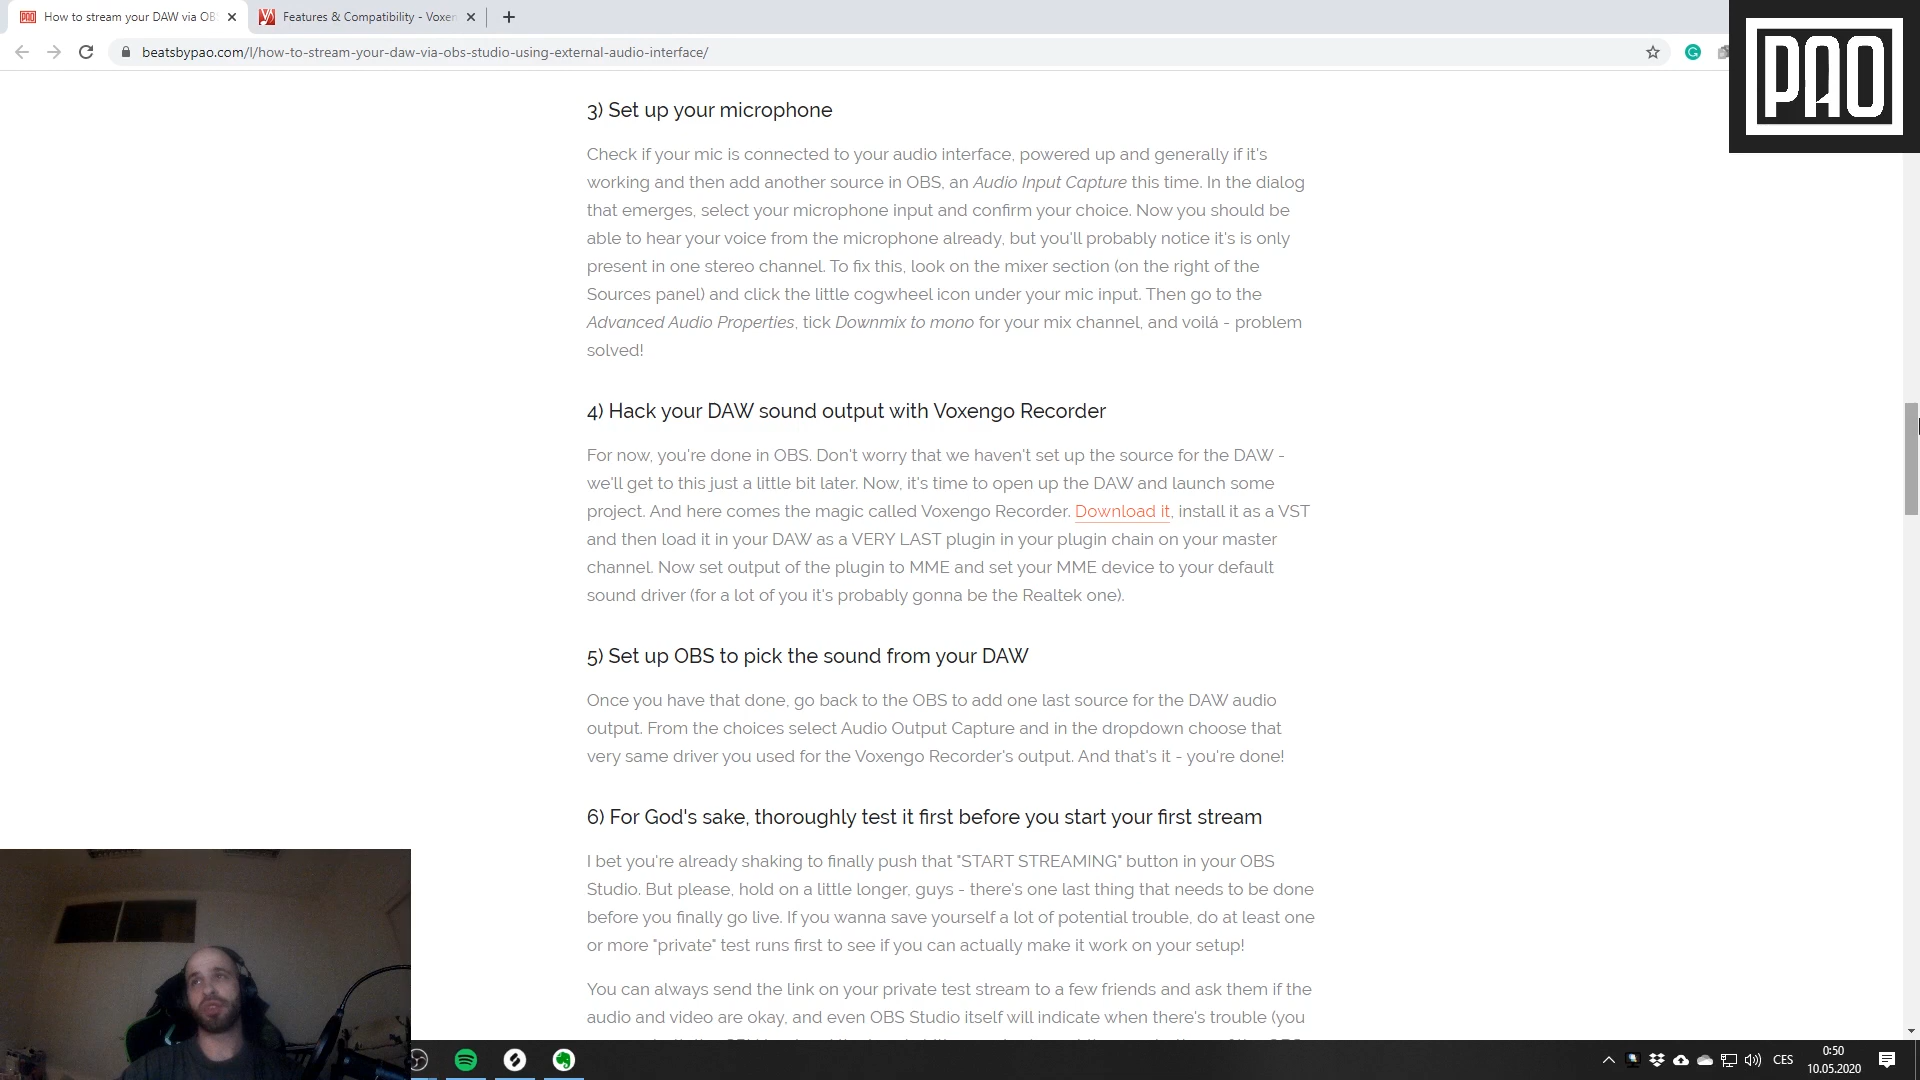 How to stream your DAW via OB
Features & Compatibility - Voxen
beatsbypao.com/l/how-to-stream-your-daw-via-obs-studio-using-external-audio-interface/
PAO
3) Set up your microphone
Check if your mic is connected to your audio interface, powered up and generally if it's
working and then add another source in OBS, an Audio Input Capture this time. In the dialog
that emerges, select your microphone input and confirm your choice. Now you should be
able to hear your voice from the microphone already, but you'll probably notice it's is only
present in one stereo channel. To fix this, look on the mixer section (on the right of the
Sources panel) and click the little cogwheel icon under your mic input. Then go to the
Advanced Audio Properties, tick Downmix to mono for your mix channel, and voilá - problem
solved!
4) Hack your DAW sound output with Voxengo Recorder
For now, you're done in OBS. Don't worry that we haven't set up the source for the DAW -
we'll get to this just a little bit later. Now, it's time to open up the DAW and launch some
project. And here comes the magic called Voxengo Recorder. Download it, install it as a VST
and then load it in your DAW as a VERY LAST plugin in your plugin chain on your master
channel. Now set output of the plugin to MME and set your MME device to your default
sound driver (for a lot of you it's probably gonna be the Realtek one).
5) Set up OBS to pick the sound from your DAW
Once you have that done, go back to the OBS to add one last source for the DAW audio
output. From the choices select Audio Output Capture and in the dropdown choose that
very same driver you used for the Voxengo Recorder's output. And that's it - you're done!
6) For God's sake, thoroughly test it first before you start your first stream
I bet you're already shaking to finally push that "START STREAMING" button in your OBS
Studio. But please, hold on a little longer, guys - there's one last thing that needs to be done
before you finally go live. If you wanna save yourself a lot of potential trouble, do at least one
or more "private" test runs first to see if you can actually make it work on your setup!
You can always send the link on your private test stream to a few friends and ask them if the
audio and video are okay, and even OBS Studio itself will indicate when there's trouble (you
CES
0:50
10.05.2020